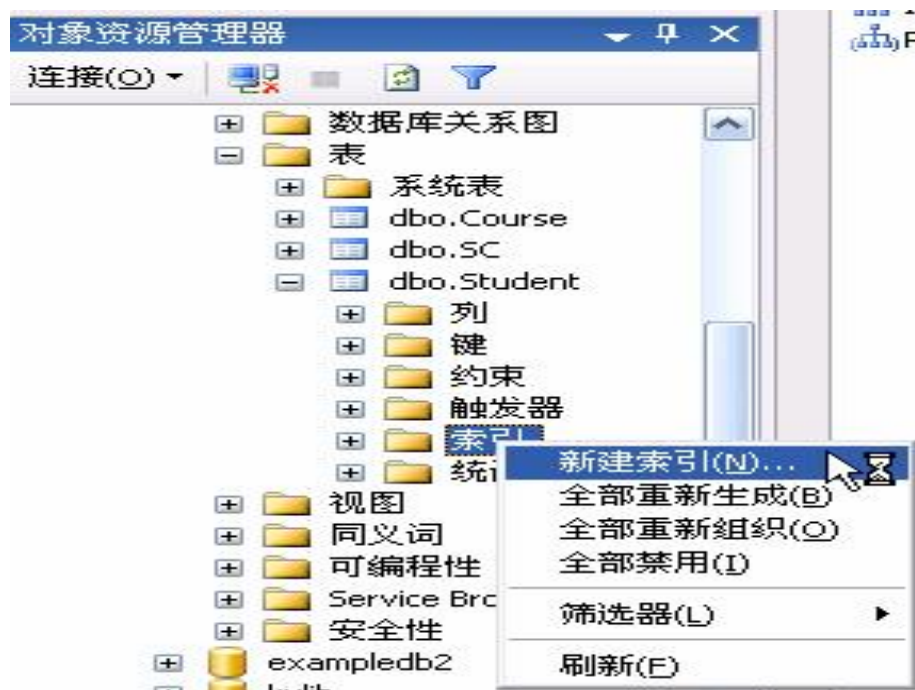 对象资源管理器
连接(O)
数据库关系图
表
系统表
dbo.Course
dbo.SC
dbo.Student
列
键
约束
触发器
索引
新建索引(N)...
全部重新生成(B)
全部重新组织(O)
视图
同义词
全部禁用(I)
可编程性
Service Bro
筛选器(L)
安全性
exampledb2
刷新(F)